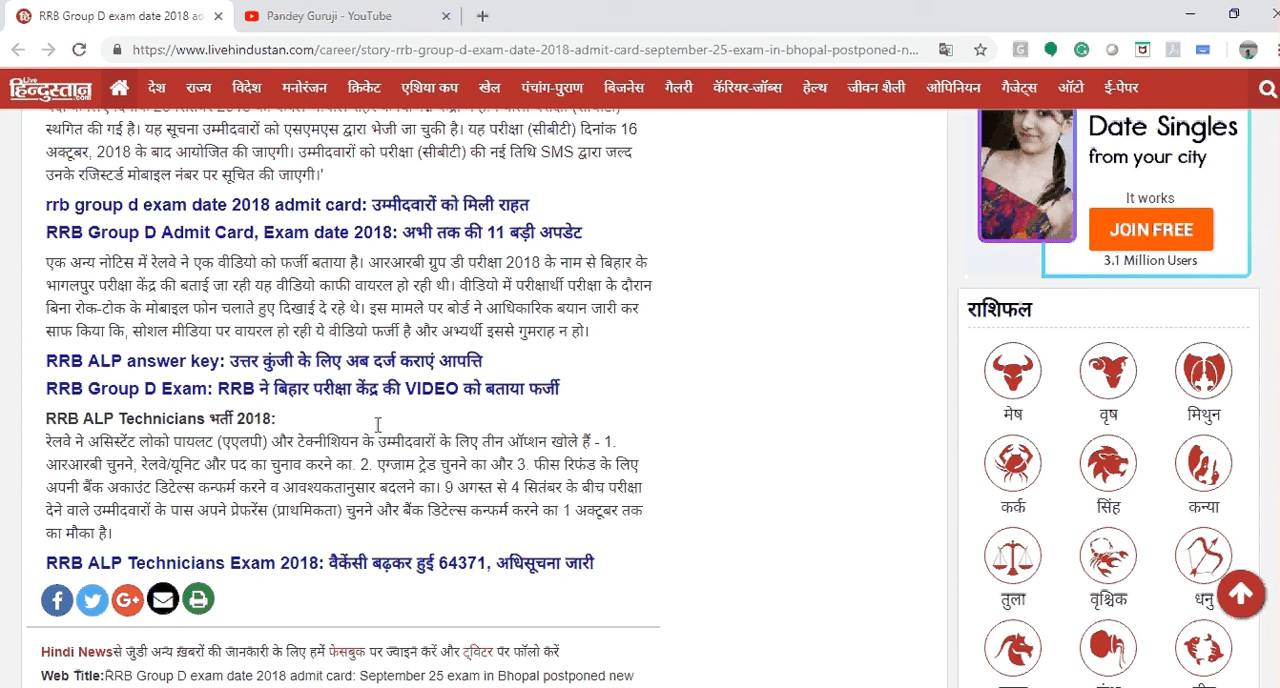 RRB Group D exam date 2018 ad
Pandey Guruji - YouTube
https://www.livehindustan.com/career/story-rrb-group-d-exam-date-2018-admit-card-september-25-exam-in-bhopal-postponed-n...
Live
हिन्दुस्तान
.com
देश राज्य विदेश मनोरंजन क्रिकेट एशिया कप खेल पंचांग-पुराण बिजनेस गैलरी कॅरियर-जॉब्स हेल्थ जीवन शैली ओपिनियन गैजेट्स ऑटो ई-पेपर
स्थगित की गई है। यह सूचना उम्मीदवारों को एसएमएस द्वारा भेजी जा चुकी है। यह परीक्षा (सीबीटी) दिनांक 16
अक्टूबर, 2018 के बाद आयोजित की जाएगी। उम्मीदवारों को परीक्षा (सीबीटी) की नई तिथि SMS द्वारा जल्द
उनके रजिस्टर्ड मोबाइल नंबर पर सूचित की जाएगी।'
rrb group d exam date 2018 admit card: उम्मीदवारों को मिली राहत
RRB Group D Admit Card, Exam date 2018: अभी तक की 11 बड़ी अपडेट
एक अन्य नोटिस में रेलवे ने एक वीडियो को फर्जी बताया है। आरआरबी ग्रुप डी परीक्षा 2018 के नाम से बिहार के
भागलपुर परीक्षा केंद्र की बताई जा रही यह वीडियो काफी वायरल हो रही थी। वीडियो में परीक्षार्थी परीक्षा के दौरान
बिना रोक-टोक के मोबाइल फोन चलाते हुए दिखाई दे रहे थे। इस मामले पर बोर्ड ने आधिकारिक बयान जारी कर
साफ किया कि, सोशल मीडिया पर वायरल हो रही ये वीडियो फर्जी है और अभ्यर्थी इससे गुमराह न हो।
RRB ALP answer key: उत्तर कुंजी के लिए अब दर्ज कराएं आपत्ति
RRB Group D Exam: RRB ने बिहार परीक्षा केंद्र की VIDEO को बताया फर्जी
RRB ALP Technicians भर्ती 2018:
रेलवे ने असिस्टेंट लोको पायलट (एएलपी) और टेक्नीशियन के उम्मीदवारों के लिए तीन ऑप्शन खोले हैं - 1.
आरआरबी चुनने, रेलवे/यूनिट और पद का चुनाव करने का. 2. एग्जाम ट्रेड चुनने का और 3. फीस रिफंड के लिए
अपनी बैंक अकाउंट डिटेल्स कन्फर्म करने व आवश्यकतानुसार बदलने का। 9 अगस्त से 4 सितंबर के बीच परीक्षा
देने वाले उम्मीदवारों के पास अपने प्रेफरेंस (प्राथमिकता) चुनने और बैंक डिटेल्स कन्फर्म करने का 1 अक्टूबर तक
का मौका है।
RRB ALP Technicians Exam 2018: वैकेंसी बढ़कर हुई 64371, अधिसूचना जारी
Hindi Newsसे जुडी अन्य ख़बरों की जानकारी के लिए हमें फेसबुक पर ज्वाइन करें और ट्विटर पर फॉलो करें
Web Title:RRB Group D exam date 2018 admit card: September 25 exam in Bhopal postponed new
Date Singles
from your city
It works
JOIN FREE
3.1 Million Users
राशिफल
मेष वृष मिथुन
कर्क सिंह कन्या
तुला वृश्चिक धनु